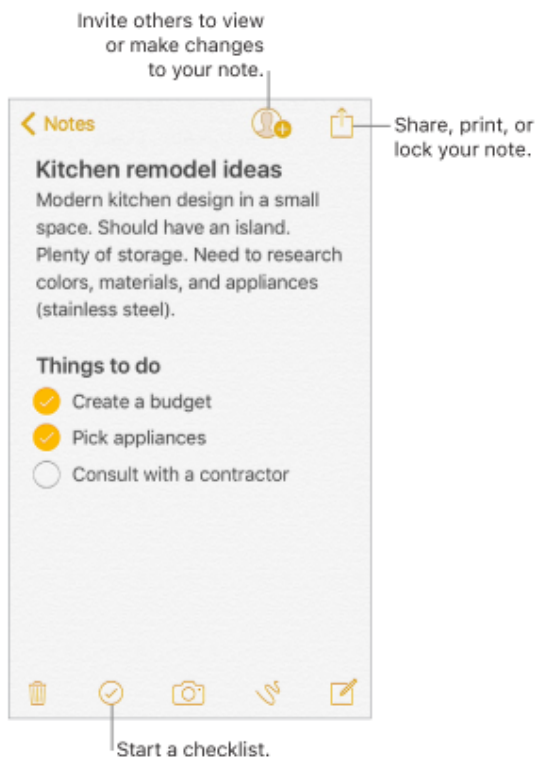 Invite others to view
or make changes
to your note.
Notes
Share, print, or
lock your note.
Kitchen remodel ideas
Modern kitchen design in a small
space. Should have an island.
Plenty of storage. Need to research
colors, materials, and appliances
(stainless steel).
Things to do
Create a budget
Pick appliances
Consult with a contractor
Start a checklist.